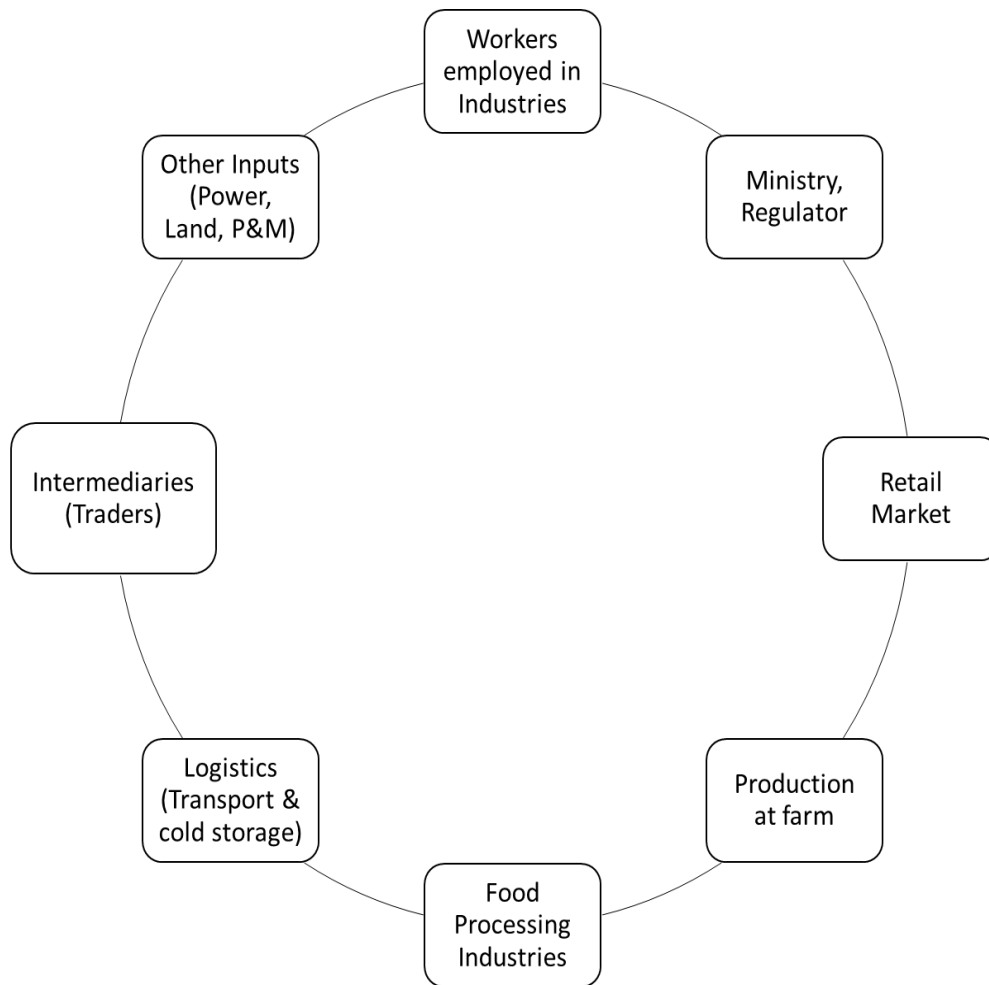 Workers
employed in
Industries
Ministry,
Regulator
Retail
Market
Production
at farm
Food
Processing
Industries
Logistics
(Transport &
cold storage)
Intermediaries
(Traders)
Other Inputs
(Power,
Land, P&M)